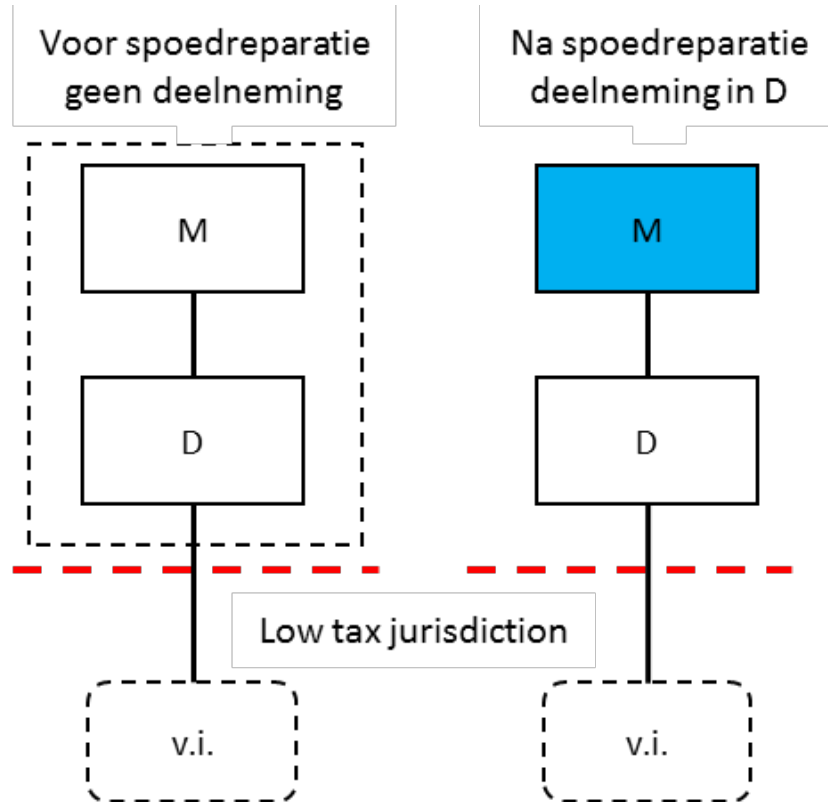 Voor spoedreparatie
geen deelneming
Na spoedreparatie
deelneming in D
M
M
D
D
Low tax jurisdiction
v.i.
v.i.